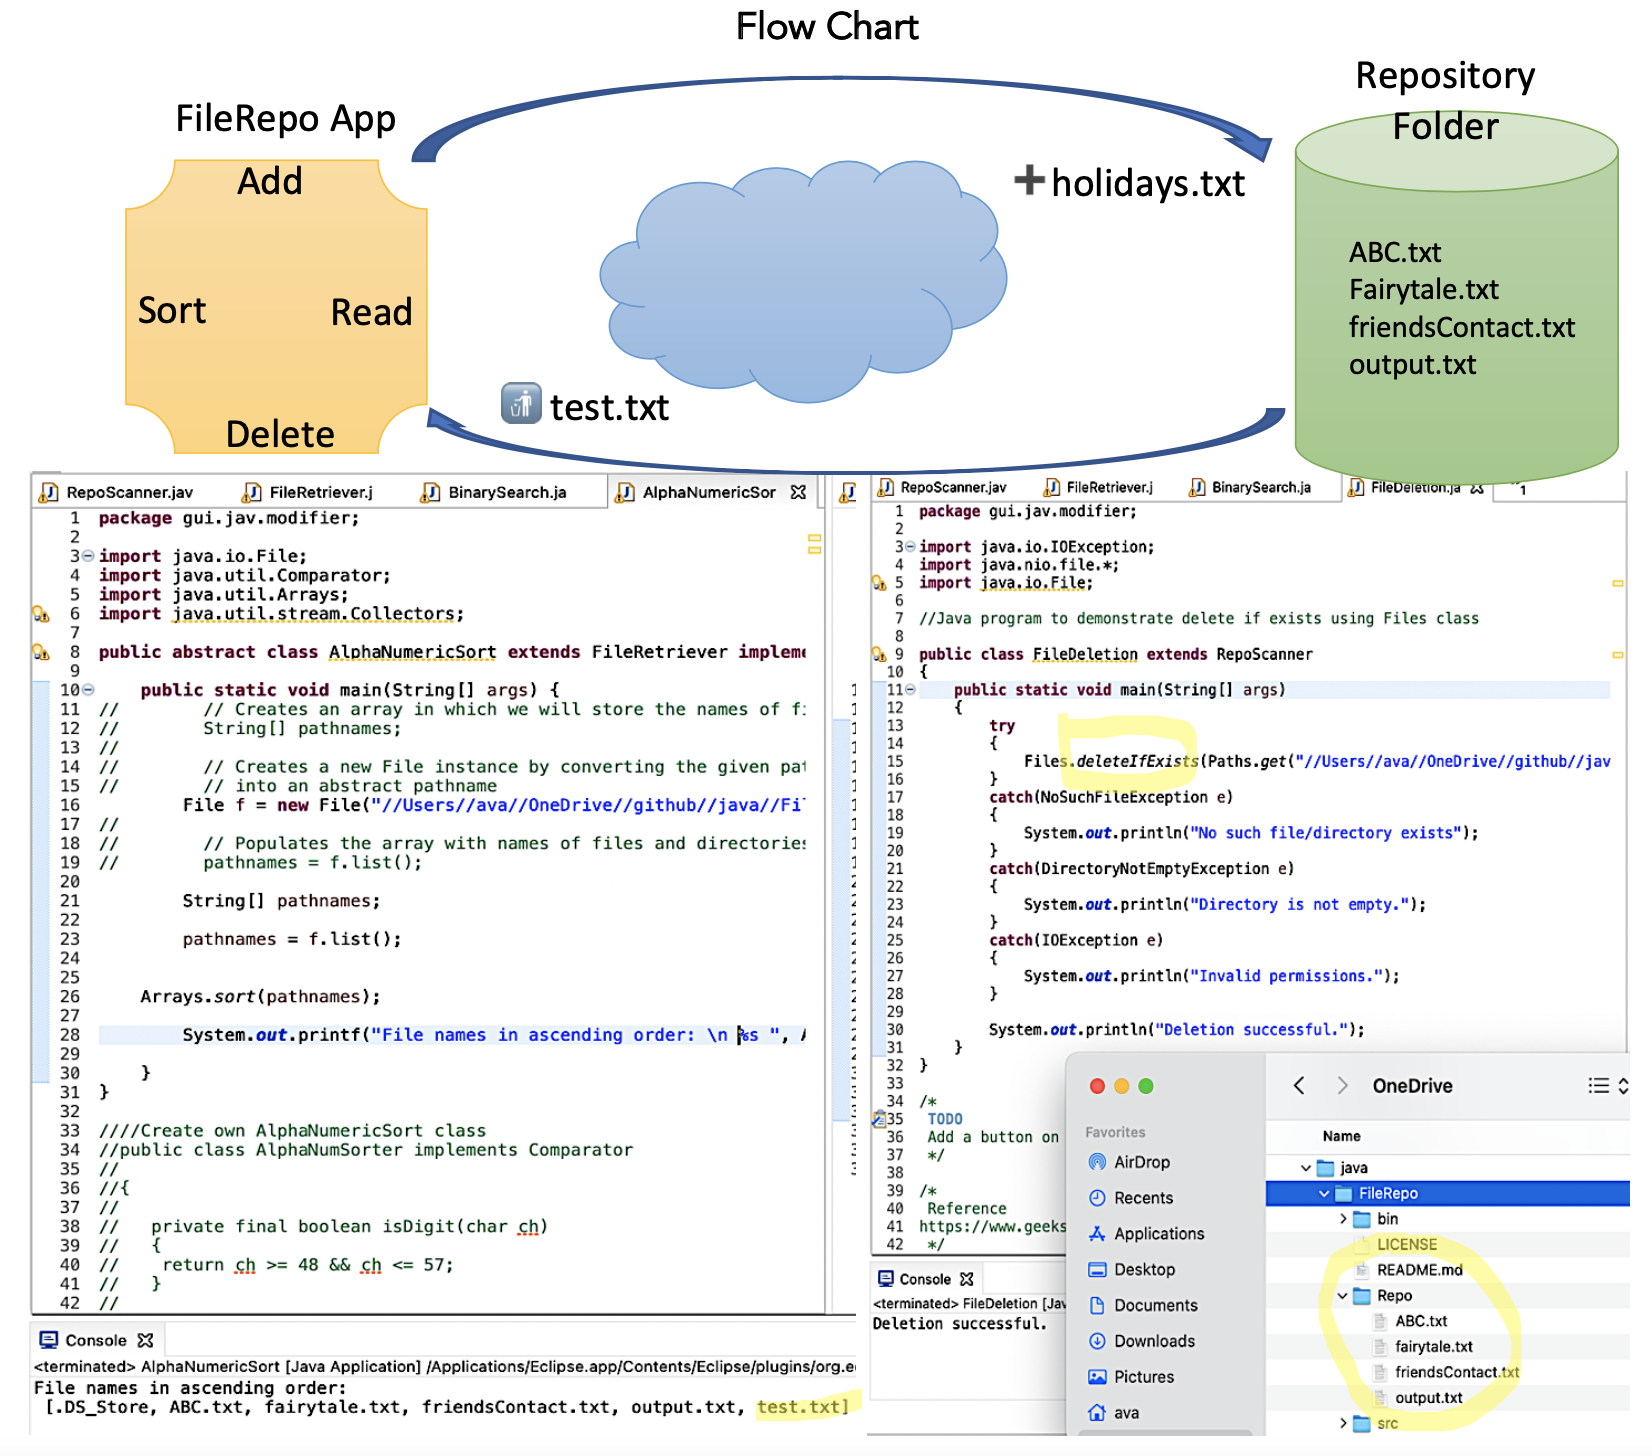 Flow Chart
FileRepo App
Add
Sort
Read
Delete
holidays.txt
test.txt
Repository
Folder
ABC.txt
Fairytale.txt
friendsContact.txt
output.txt
RepoScanner.jav
FileRetriever.j
BinarySearch.ja
AlphaNumericSor
1 package gui.jav.modifier;
2
3 import java.io.File;
4 import java.util.Comparator;
5 import java.util.Arrays;
6 import java.util.stream.Collectors;
7
8 public abstract class AlphaNumericSort extends FileRetriever impleme
9
10 public static void main(String[] args) {
11 // // Creates an array in which we will store the names of fi
12 // String[] pathnames;
13 //
14 // // Creates a new File instance by converting the given pat
15 // // into an abstract pathname
16 File f = new File("//Users//ava//OneDrive//github//java//Fil
17 //
18 // // Populates the array with names of files and directories
19 // pathnames = f.list();
20
21 String[] pathnames;
22
23 pathnames = f.list();
24
25
26 Arrays.sort(pathnames);
27
28 System.out.printf("File names in ascending order: \n %s ", A
29
30 }
31 }
32
33 ////Create own AlphaNumericSort class
34 //public class AlphaNumSorter implements Comparator
35 //
36 //{
37 //
38 // private final boolean isDigit(char ch)
39 // {
40 // return ch >= 48 && ch <= 57;
41 // }
42 //
Console
<terminated> AlphaNumericSort [Java Application] /Applications/Eclipse.app/Contents/Eclipse/plugins/org.e
File names in ascending order:
[.DS_Store, ABC.txt, fairytale.txt, friendsContact.txt, output.txt, test.txt]
RepoScanner.jav
FileRetriever.j
BinarySearch.ja
FileDeletion.ja
1
1 package gui.jav.modifier;
2
3 import java.io.IOException;
4 import java.nio.file.*;
5 import java.io.File;
6
7 //Java program to demonstrate delete if exists using Files class
8
9 public class FileDeletion extends RepoScanner
10 {
11 public static void main(String[] args)
12 {
13 try
14 {
15 Files.deleteIfExists(Paths.get("//Users//ava//OneDrive//github//jav
16 }
17 catch(NoSuchFileException e)
18 {
19 System.out.println("No such file/directory exists");
20 }
21 catch(DirectoryNotEmptyException e)
22 {
23 System.out.println("Directory is not empty.");
24 }
25 catch(IOException e)
26 {
27 System.out.println("Invalid permissions.");
28 }
29
30 System.out.println("Deletion successful.");
31 }
32 }
33
34 /*
35 TODO
36 Add a button on
37 */
38
39 /*
40 Reference
41 https://www.geeks
42 */
Console
<terminated> FileDeletion [Jav
Deletion successful.
OneDrive
Favorites
AirDrop
Recents
Applications
Desktop
Documents
Downloads
Pictures
ava
Name
java
FileRepo
bin
LICENSE
README.md
Repo
ABC.txt
fairytale.txt
friendsContact.txt
output.txt
src